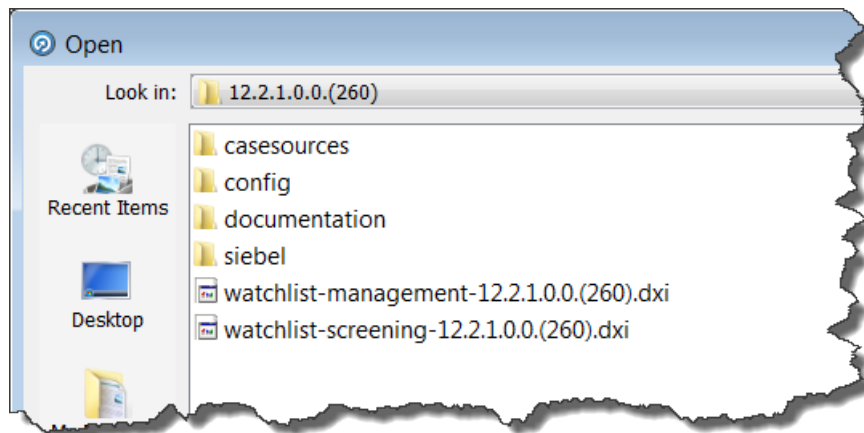 Open
Look in: 12.2.1.0.0.(260)
casesources
config
documentation
siebel
watchlist-management-12.2.1.0.0.(260).dxi
watchlist-screening-12.2.1.0.0.(260).dxi
Recent Items
Desktop